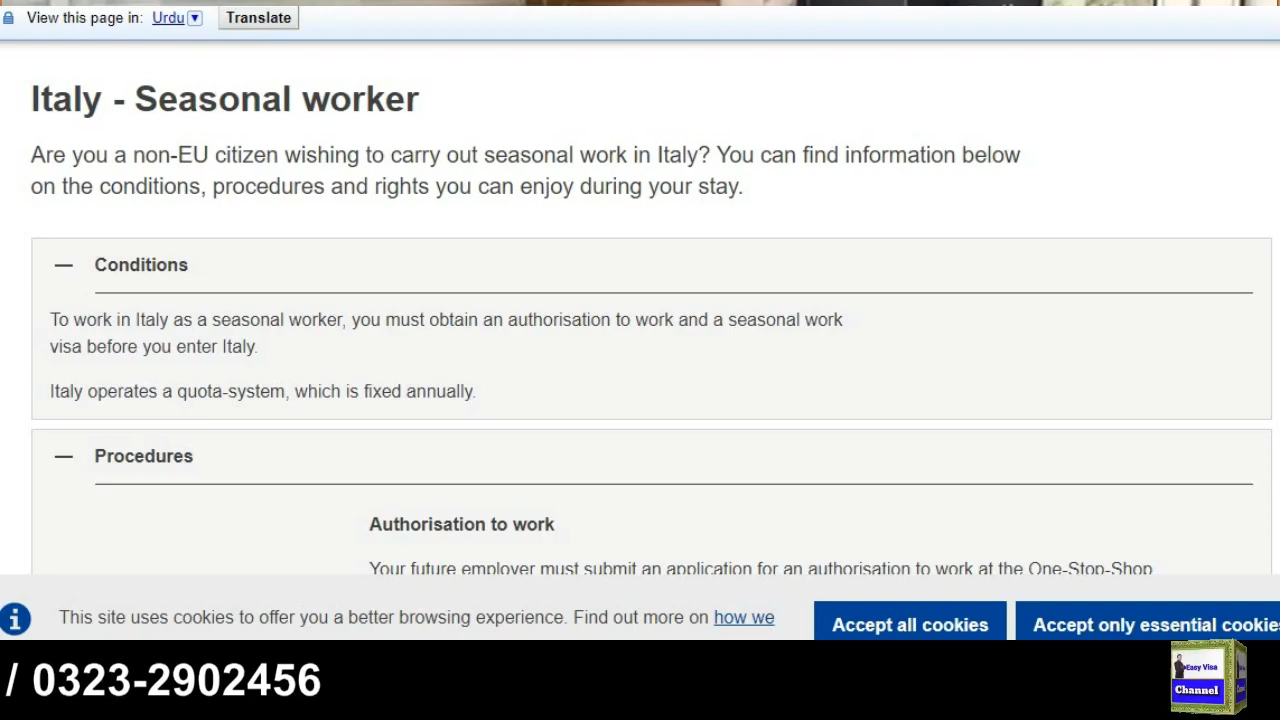 View this page in: Urdu Translate
Italy - Seasonal worker
Are you a non-EU citizen wishing to carry out seasonal work in Italy? You can find information below
on the conditions, procedures and rights you can enjoy during your stay.
Conditions
To work in Italy as a seasonal worker, you must obtain an authorisation to work and a seasonal work
visa before you enter Italy.
Italy operates a quota-system, which is fixed annually.
Procedures
Authorisation to work
Your future employer must submit an application for an authorisation to work at the One-Stop-Shop
This site uses cookies to offer you a better browsing experience. Find out more on how we
Accept all cookies
Accept only essential cookies
/ 0323-2902456
Easy Visa
Channel